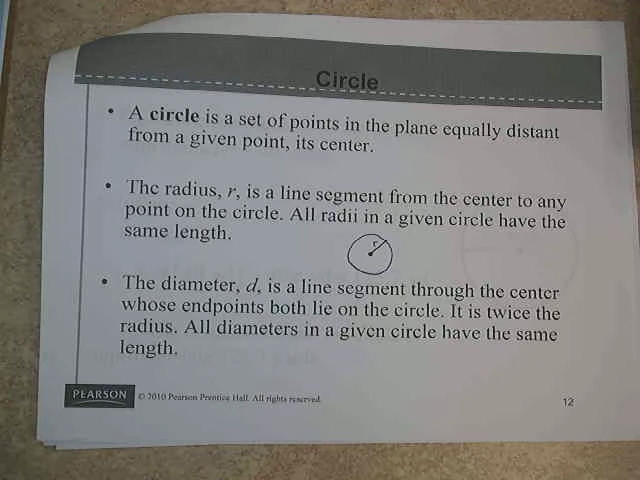 Circle
• A circle is a set of points in the plane equally distant
from a given point, its center.
• The radius, r, is a line segment from the center to any
point on the circle. All radii in a given circle have the
same length.
r
• The diameter, d, is a line segment through the center
whose endpoints both lie on the circle. It is twice the
radius. All diameters in a given circle have the same
length.
PEARSON © 2010 Pearson Prentice Hall. All rights reserved. 12